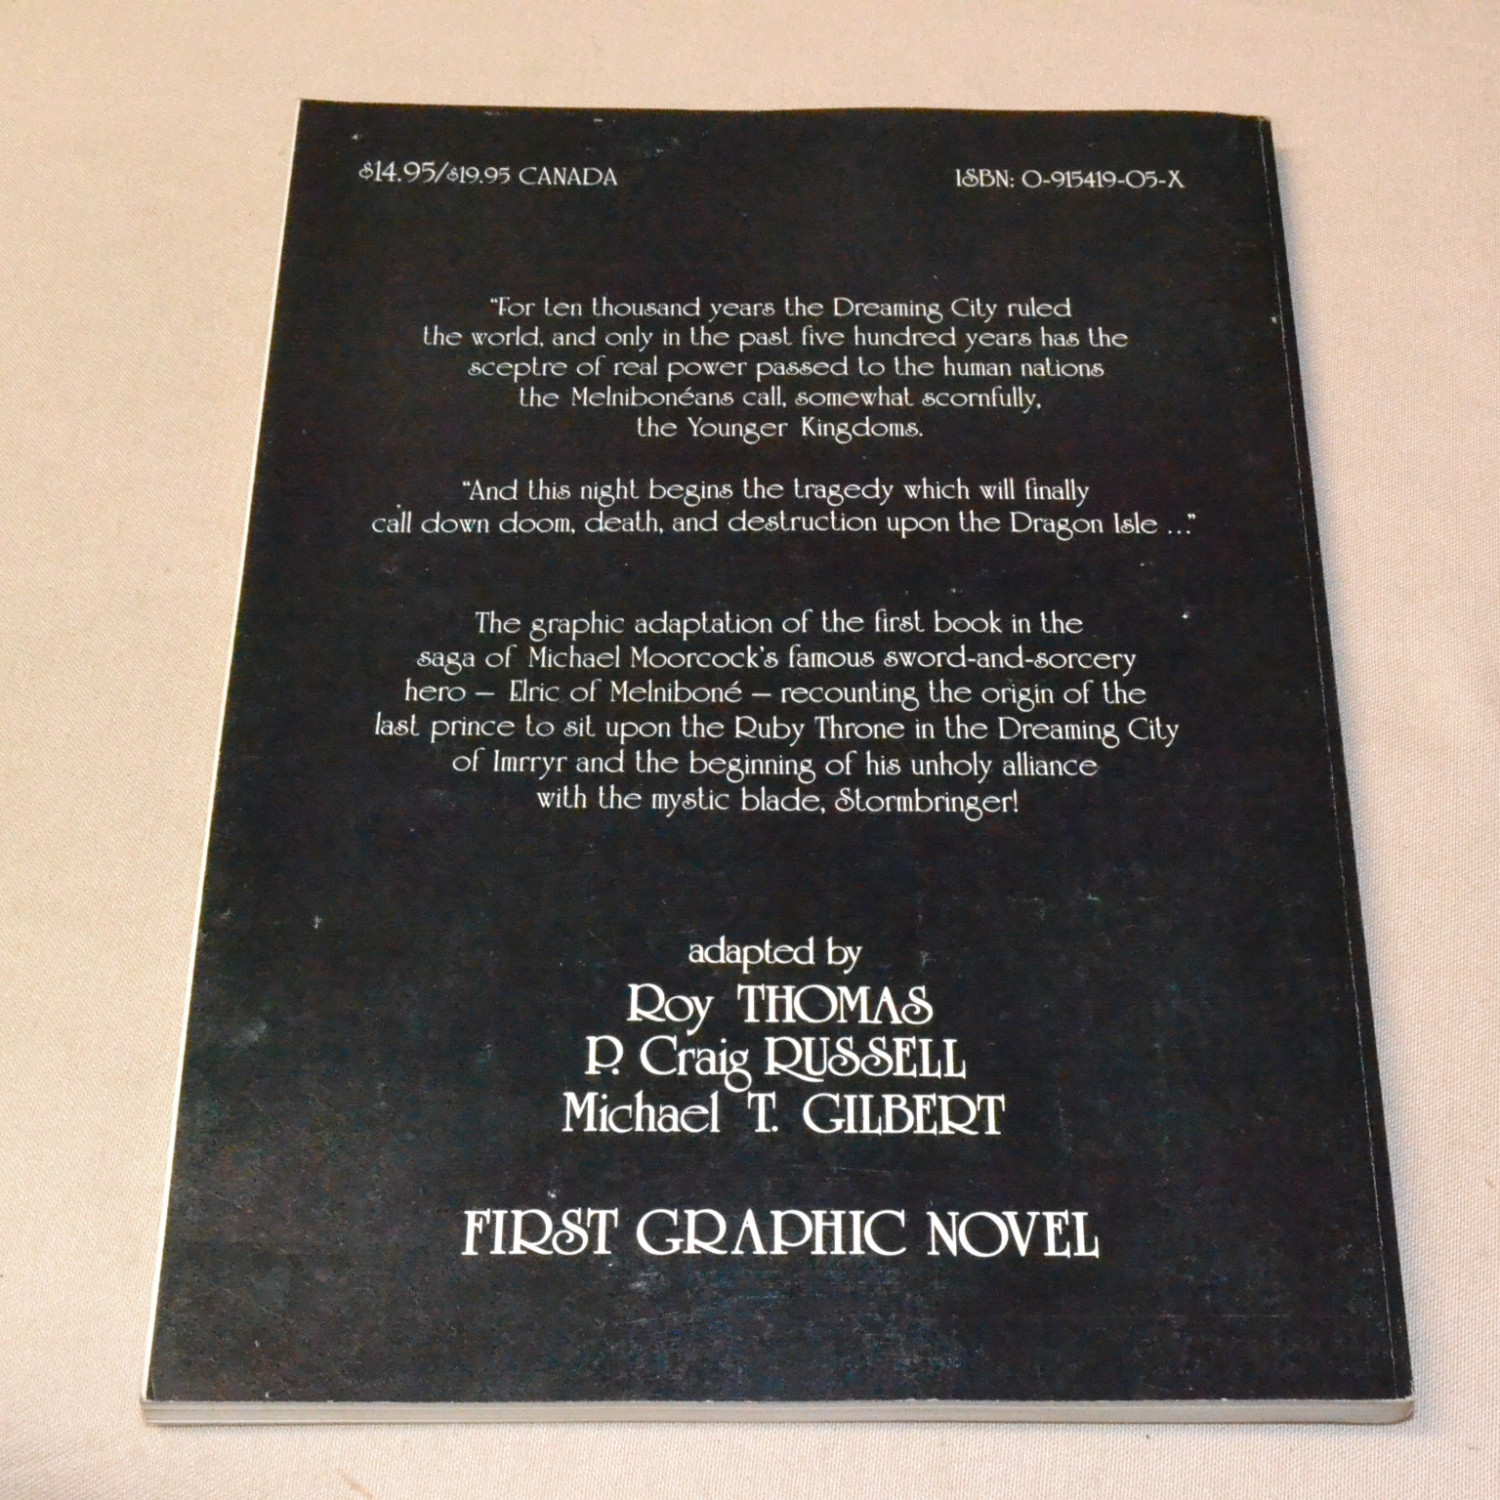 $14.95/$19.95 CANADA
ISBN: 0-915419-05-X
“For ten thousand years the Dreaming City ruled
the world, and only in the past five hundred years has the
sceptre of real power passed to the human nations
the Melnibonéans call, somewhat scornfully,
the Younger Kingdoms.
“And this night begins the tragedy which will finally
call down doom, death, and destruction upon the Dragon Isle ...”
The graphic adaptation of the first book in the
saga of Michael Moorcock's famous sword-and-sorcery
hero — Elric of Melniboné — recounting the origin of the
last prince to sit upon the Ruby Throne in the Dreaming City
of Imrryr and the beginning of his unholy alliance
with the mystic blade, Stormbringer!
adapted by
Roy THOMAS
P. Craig RUSSELL
Michael T. GILBERT
FIRST GRAPHIC NOVEL